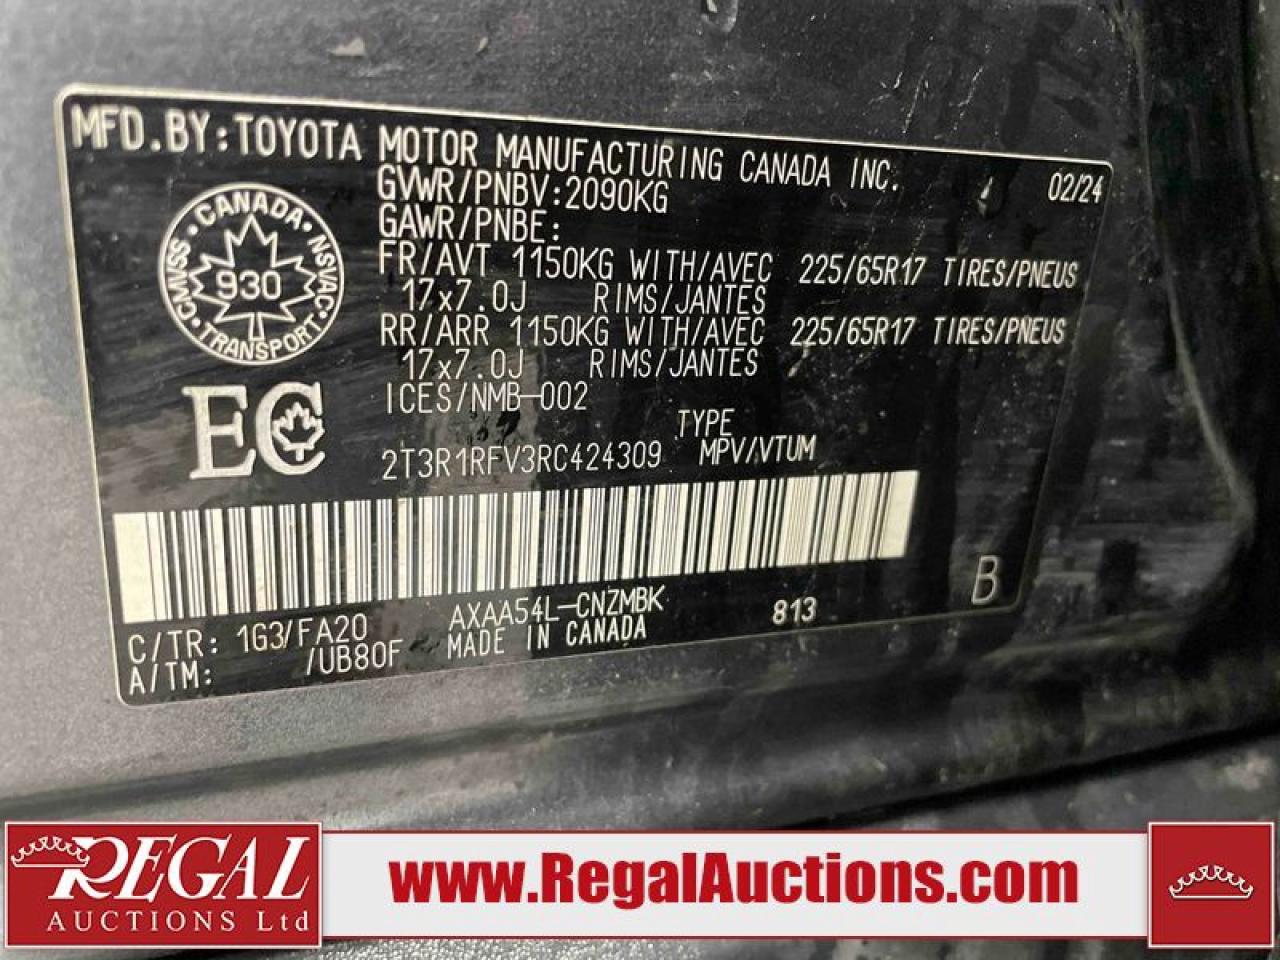 MFD.BY:TOYOTA MOTOR MANUFACTURING CANADA INC. 02/24
GVWR/PNBV:2090KG
GAWR/PNBE:
FR/AVT 1150KG WITH/AVEC 225/65R17 TIRES/PNEUS
17x7.0J RIMS/JANTES
RR/ARR 1150KG WITH/AVEC 225/65R17 TIRES/PNEUS
17x7.0J RIMS/JANTES
ICES/NMB-002
CANADA
CMVSS 930 NSVAC
TRANSPORT
EC
TYPE
2T3R1RFV3RC424309 MPV/VTUM
C/TR: 1G3/FA20 AXAA54L-CNZMBK 813 B
A/TM: /UB80F MADE IN CANADA
REGAL
AUCTIONS Ltd
www.RegalAuctions.com